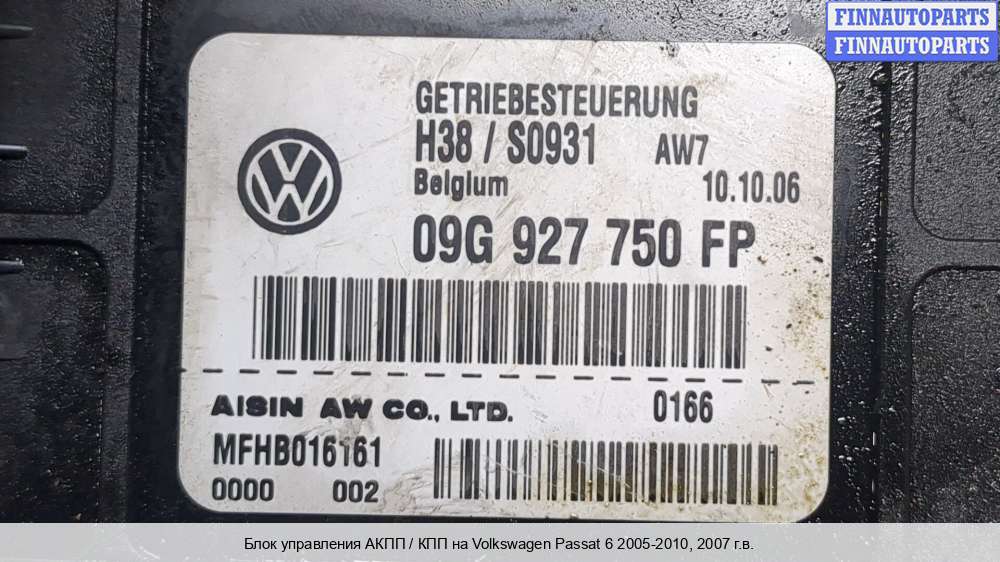 FINNAUTOPARTS
FINNAUTOPARTS
GETRIEBESTEUERUNG
H38 / S0931 AW7
Belgium 10.10.06
09G 927 750 FP
AISIN AW CO., LTD. 0166
MFHB016161
0000 002
Блок управления АКПП / КПП на Volkswagen Passat 6 2005-2010, 2007 г.в.